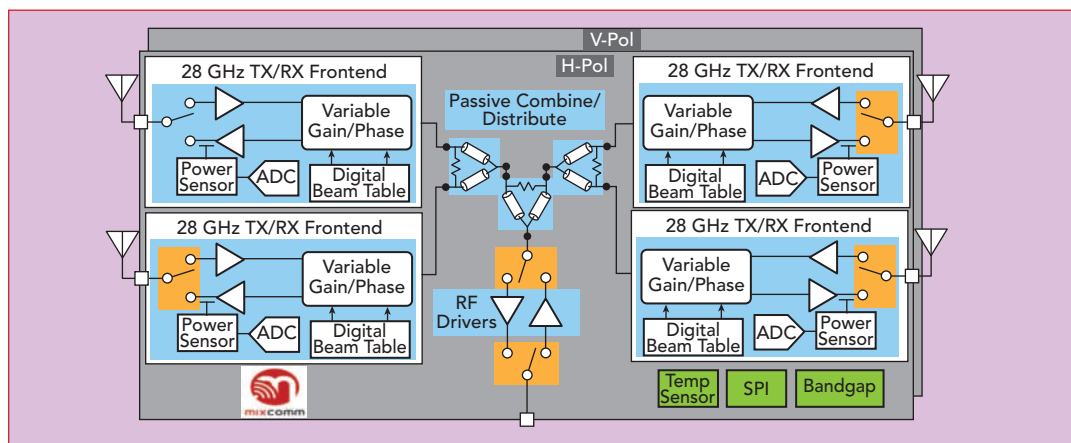 V-Pol
H-Pol
28 GHz TX/RX Frontend
Variable
Gain/Phase
Power
Sensor
ADC
Digital
Beam Table
28 GHz TX/RX Frontend
Variable
Gain/Phase
Power
Sensor
ADC
Digital
Beam Table
Passive Combine/
Distribute
RF
Drivers
28 GHz TX/RX Frontend
Variable
Gain/Phase
Digital
Beam Table
ADC
Power
Sensor
28 GHz TX/RX Frontend
Variable
Gain/Phase
Digital
Beam Table
ADC
Power
Sensor
mixcomm
Temp
Sensor
SPI
Bandgap